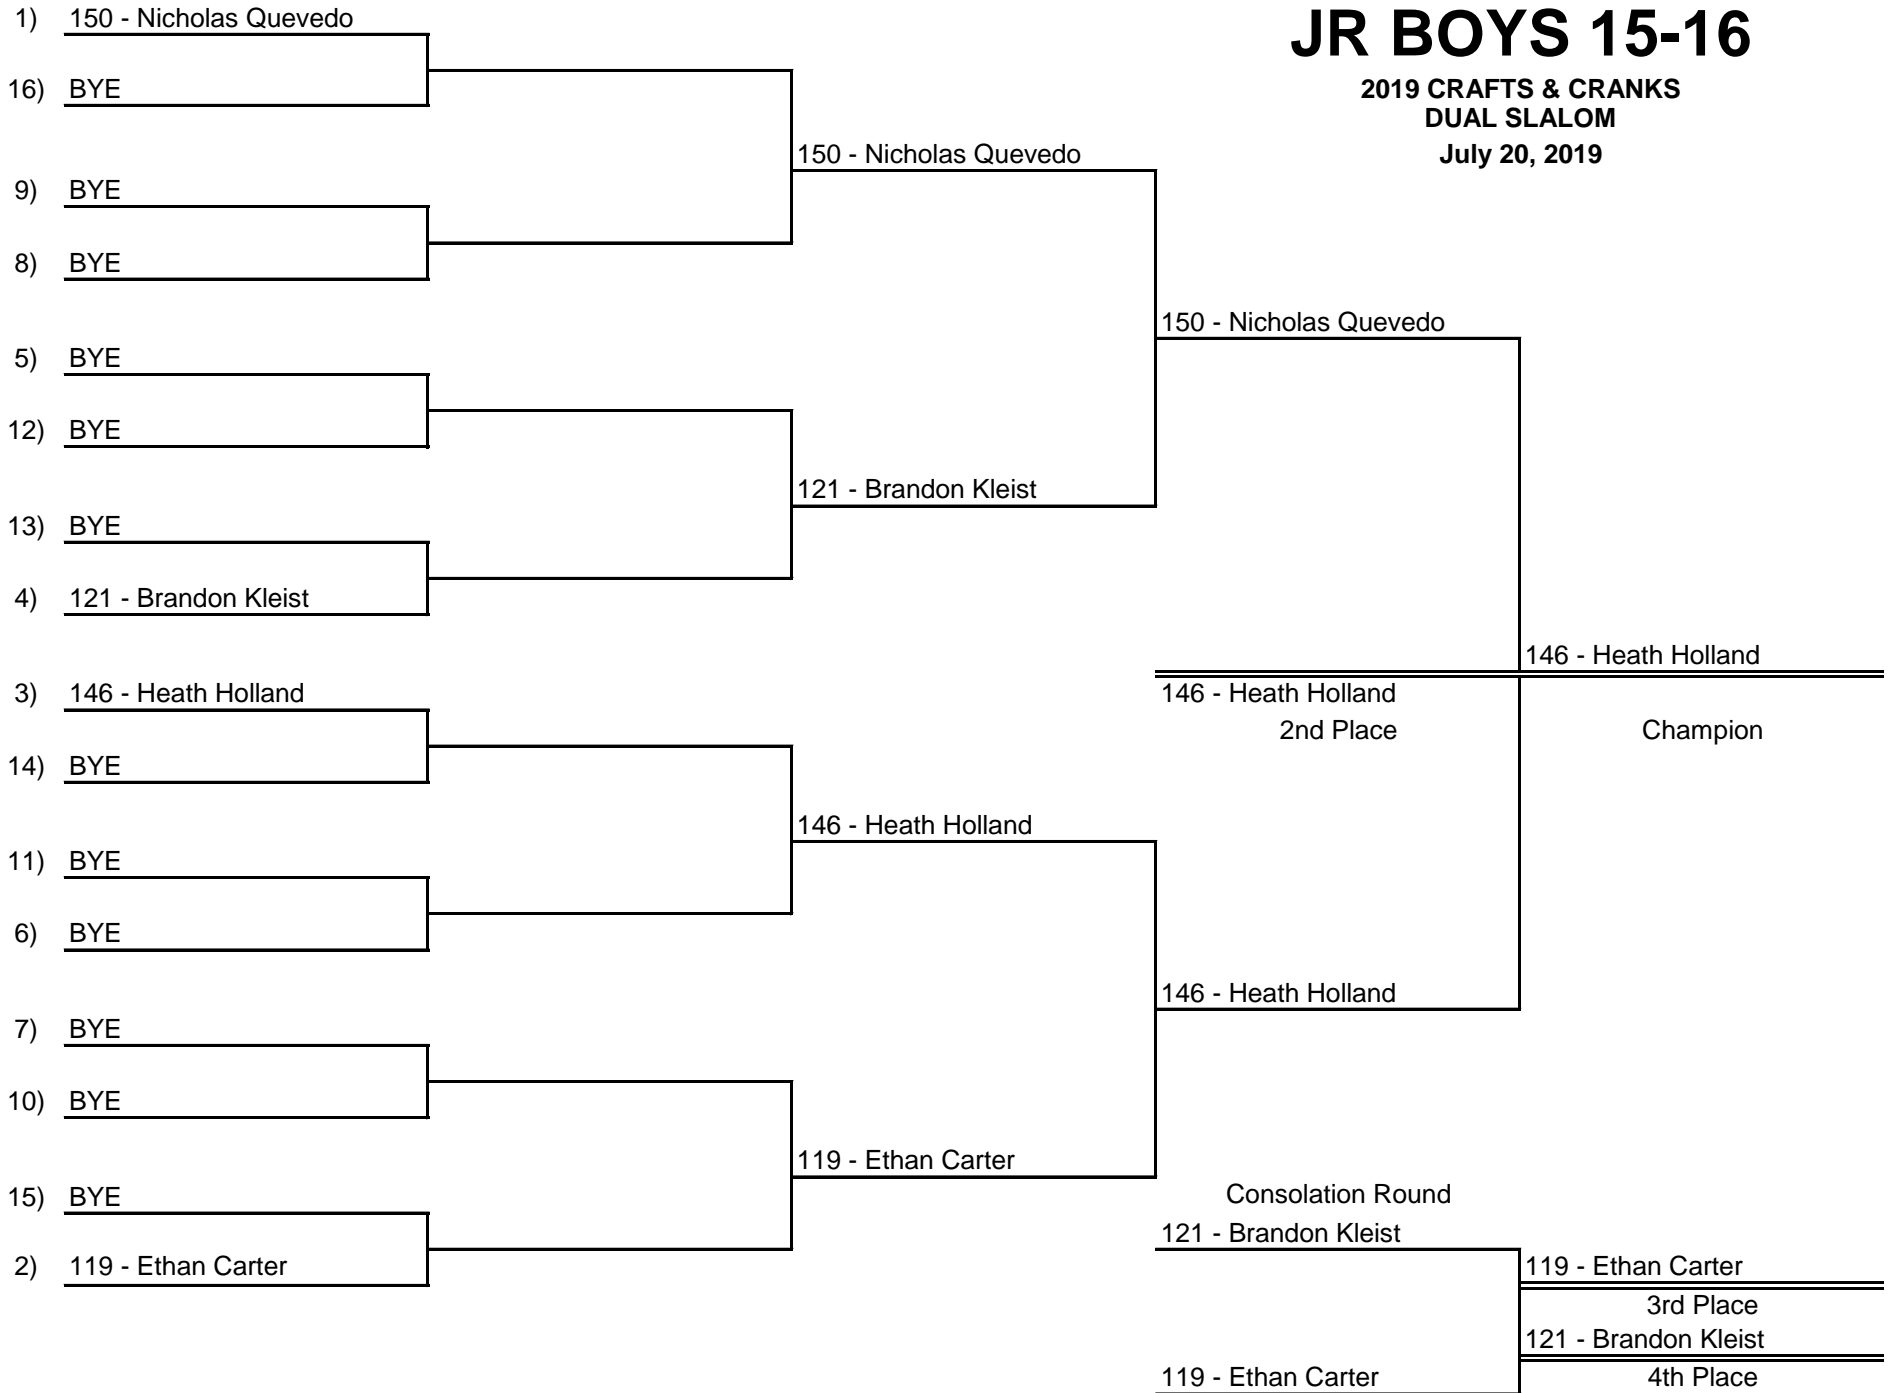 JR BOYS 15-16
2019 CRAFTS & CRANKS
DUAL SLALOM
July 20, 2019
1) 150 - Nicholas Quevedo
16) BYE
9) BYE
8) BYE
5) BYE
12) BYE
13) BYE
4) 121 - Brandon Kleist
3) 146 - Heath Holland
14) BYE
11) BYE
6) BYE
7) BYE
10) BYE
15) BYE
2) 119 - Ethan Carter
150 - Nicholas Quevedo
121 - Brandon Kleist
146 - Heath Holland
119 - Ethan Carter
150 - Nicholas Quevedo
146 - Heath Holland
2nd Place
146 - Heath Holland
146 - Heath Holland
Champion
Consolation Round
121 - Brandon Kleist
119 - Ethan Carter
119 - Ethan Carter
3rd Place
121 - Brandon Kleist
4th Place